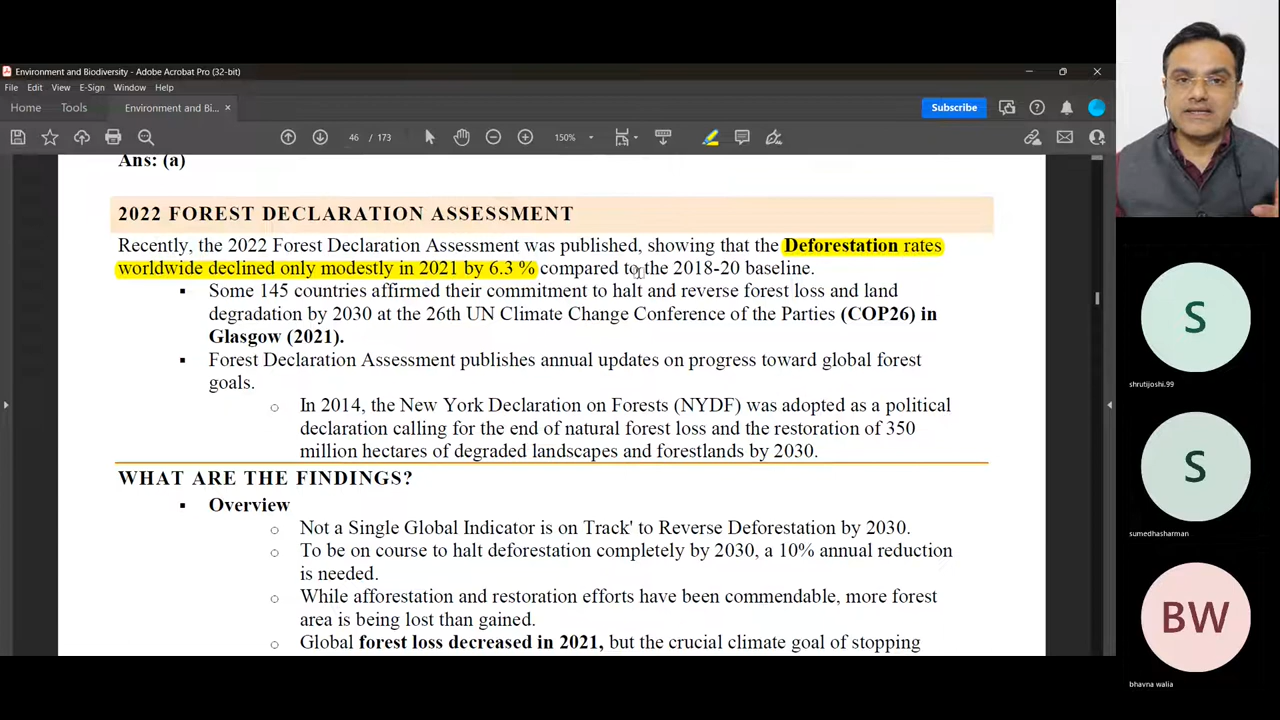 Environment and Biodiversity - Adobe Acrobat Pro (32-bit)
File Edit View E-Sign Window Help
Home Tools Environment and Bi... × Subscribe
46 / 173 150%
Ans: (a)
2022 FOREST DECLARATION ASSESSMENT
Recently, the 2022 Forest Declaration Assessment was published, showing that the Deforestation rates
worldwide declined only modestly in 2021 by 6.3 % compared to the 2018-20 baseline.
▪ Some 145 countries affirmed their commitment to halt and reverse forest loss and land
degradation by 2030 at the 26th UN Climate Change Conference of the Parties (COP26) in
Glasgow (2021).
▪ Forest Declaration Assessment publishes annual updates on progress toward global forest
goals.
○ In 2014, the New York Declaration on Forests (NYDF) was adopted as a political
declaration calling for the end of natural forest loss and the restoration of 350
million hectares of degraded landscapes and forestlands by 2030.
WHAT ARE THE FINDINGS?
▪ Overview
○ Not a Single Global Indicator is on Track' to Reverse Deforestation by 2030.
○ To be on course to halt deforestation completely by 2030, a 10% annual reduction
is needed.
○ While afforestation and restoration efforts have been commendable, more forest
area is being lost than gained.
○ Global forest loss decreased in 2021, but the crucial climate goal of stopping
S
shrutijoshi.99
S
sumedhasharman
BW
bhavna walia